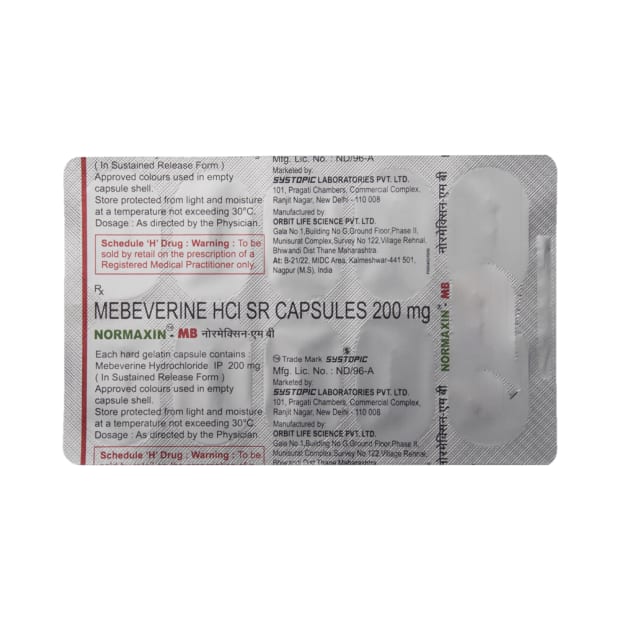 ( In Sustained Release Form )
Approved colours used in empty
capsule shell.
Store protected from light and moisture
at a temperature not exceeding 30°C.
Dosage : As directed by the Physician.
Schedule 'H' Drug : Warning : To be
sold by retail on the prescription of a
Registered Medical Practitioner only.
Mfg. Lic. No. : ND/96-A
Marketed by:
SYSTOPIC LABORATORIES PVT. LTD.
101, Pragati Chambers, Commercial Complex,
Ranjit Nagar, New Delhi - 110 008
Manufactured by:
ORBIT LIFE SCIENCE PVT. LTD.
Gala No 1,Building No G,Ground Floor,Phase II,
Munisurat Complex,Survey No 122,Village Rehnal,
Bhiwandi Dist Thane Maharashtra.
At: B-21/22, MIDC Area, Kalmeshwar-441 501,
Nagpur (M.S), India
Rx
MEBEVERINE HCl SR CAPSULES 200 mg
NORMAXIN™- MB नोरमेक्सिन-एम बी
Each hard gelatin capsule contains :
Mebeverine Hydrochloride IP 200 mg
( In Sustained Release Form )
Approved colours used in empty
capsule shell.
Store protected from light and moisture
at a temperature not exceeding 30°C.
Dosage : As directed by the Physician.
Schedule 'H' Drug : Warning : To be
TM Trade Mark SYSTOPIC
Mfg. Lic. No. : ND/96-A
Marketed by:
SYSTOPIC LABORATORIES PVT. LTD.
101, Pragati Chambers, Commercial Complex,
Ranjit Nagar, New Delhi - 110 008
Manufactured by:
ORBIT LIFE SCIENCE PVT. LTD.
Gala No 1,Building No G,Ground Floor,Phase II,
Munisurat Complex,Survey No 122,Village Rehnal,
Bhiwandi Dist Thane Maharashtra.
नोरमेक्सिन-एम बी
NORMAXIN™- MB
नोरमेक्सिन-एम बी